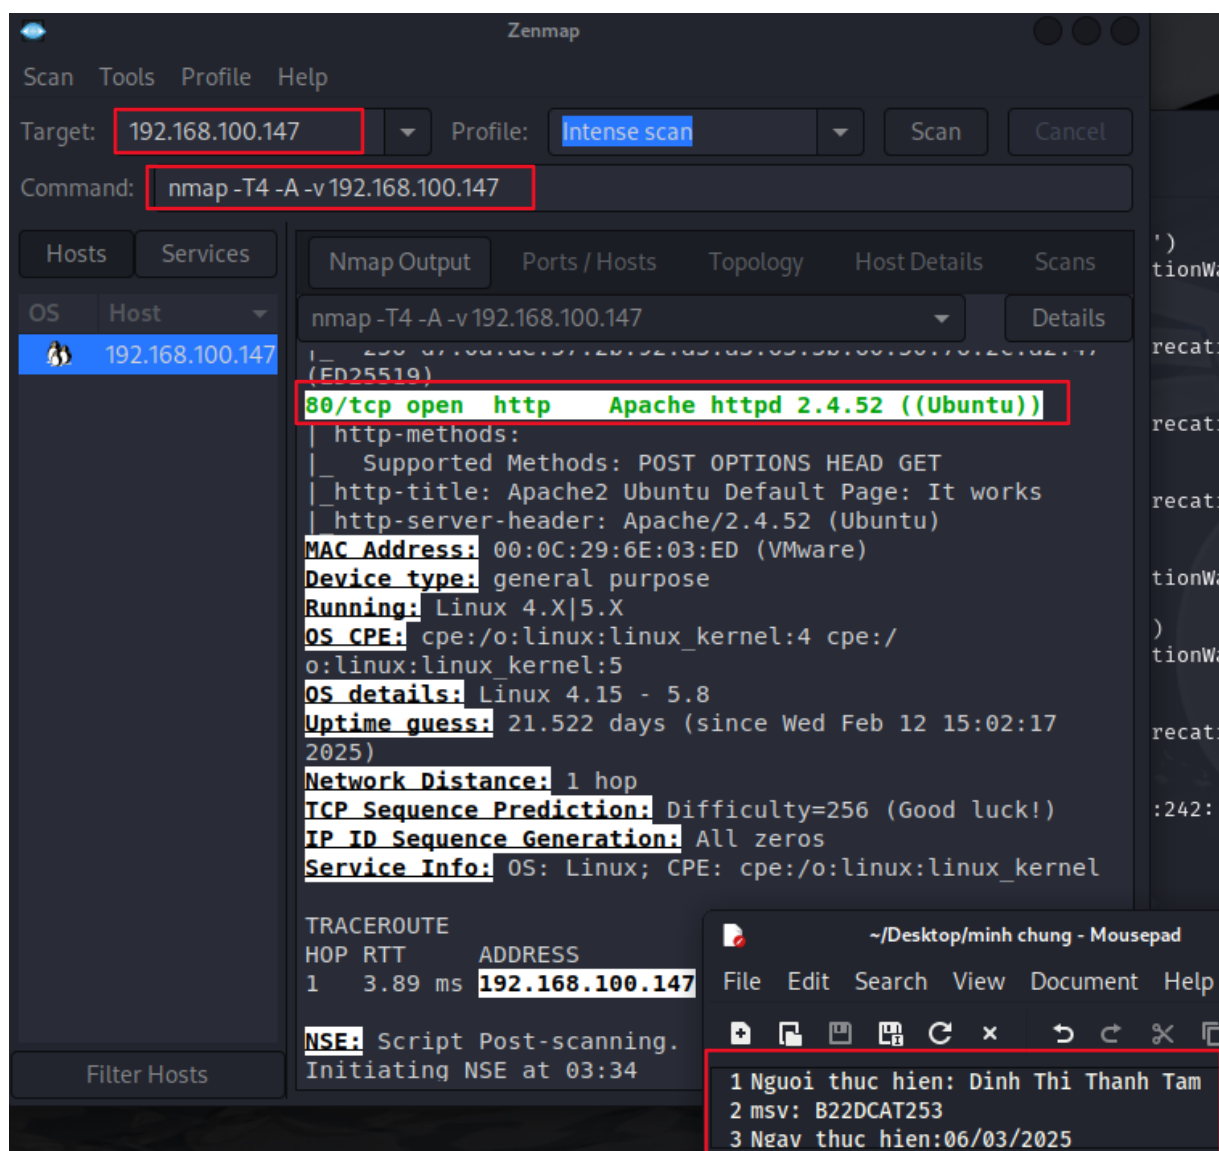 Zenmap
Scan Tools Profile Help
Target: 192.168.100.147 Profile: Intense scan Scan Cancel
Command: nmap -T4 -A -v 192.168.100.147
Hosts Services
Nmap Output Ports / Hosts Topology Host Details Scans
OS Host
nmap -T4 -A -v 192.168.100.147 Details
192.168.100.147
(ED25519)
80/tcp open http Apache httpd 2.4.52 ((Ubuntu))
| http-methods:
|_ Supported Methods: POST OPTIONS HEAD GET
|_http-title: Apache2 Ubuntu Default Page: It works
|_http-server-header: Apache/2.4.52 (Ubuntu)
MAC Address: 00:0C:29:6E:03:ED (VMware)
Device type: general purpose
Running: Linux 4.X|5.X
OS CPE: cpe:/o:linux:linux_kernel:4 cpe:/
o:linux:linux_kernel:5
OS details: Linux 4.15 - 5.8
Uptime guess: 21.522 days (since Wed Feb 12 15:02:17
2025)
Network Distance: 1 hop
TCP Sequence Prediction: Difficulty=256 (Good luck!)
IP ID Sequence Generation: All zeros
Service Info: OS: Linux; CPE: cpe:/o:linux:linux_kernel
TRACEROUTE
HOP RTT ADDRESS
1 3.89 ms 192.168.100.147
NSE: Script Post-scanning.
Initiating NSE at 03:34
Filter Hosts
')
tionWa
recat
recat
recat
tionWa
)
tionWa
recat
:242:
~/Desktop/minh chung - Mousepad
File Edit Search View Document Help
1 Nguoi thuc hien: Dinh Thi Thanh Tam
2 msv: B22DCAT253
3 Ngay thuc hien:06/03/2025